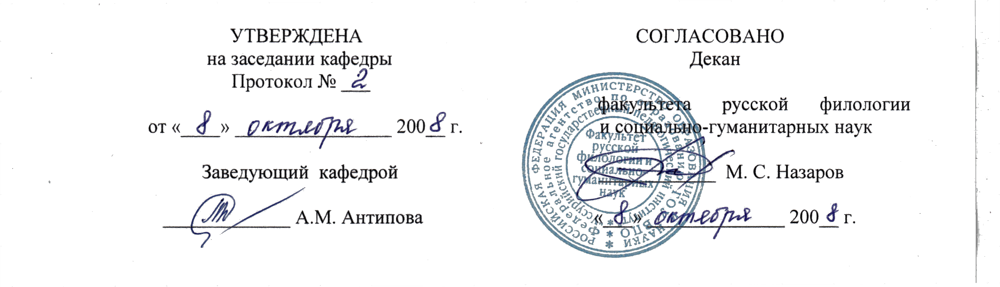 УТВЕРЖДЕНА
на заседании кафедры
Протокол № 2
от «8» октября 2008 г.
Заведующий кафедрой
А.М. Антипова
СОГЛАСОВАНО
Декан
факультета русской филологии
и социально-гуманитарных наук
М. С. Назаров
«8» октября 2008 г.
РОССИЙСКАЯ ФЕДЕРАЦИЯ МИНИСТЕРСТВО ОБРАЗОВАНИЯ НАУКИ
Федеральное агентство по образованию ГОУ ВПО
Уссурийский государственный педагогический институт
Факультет
русской
филологии и
социально-
гуманитарных
наук